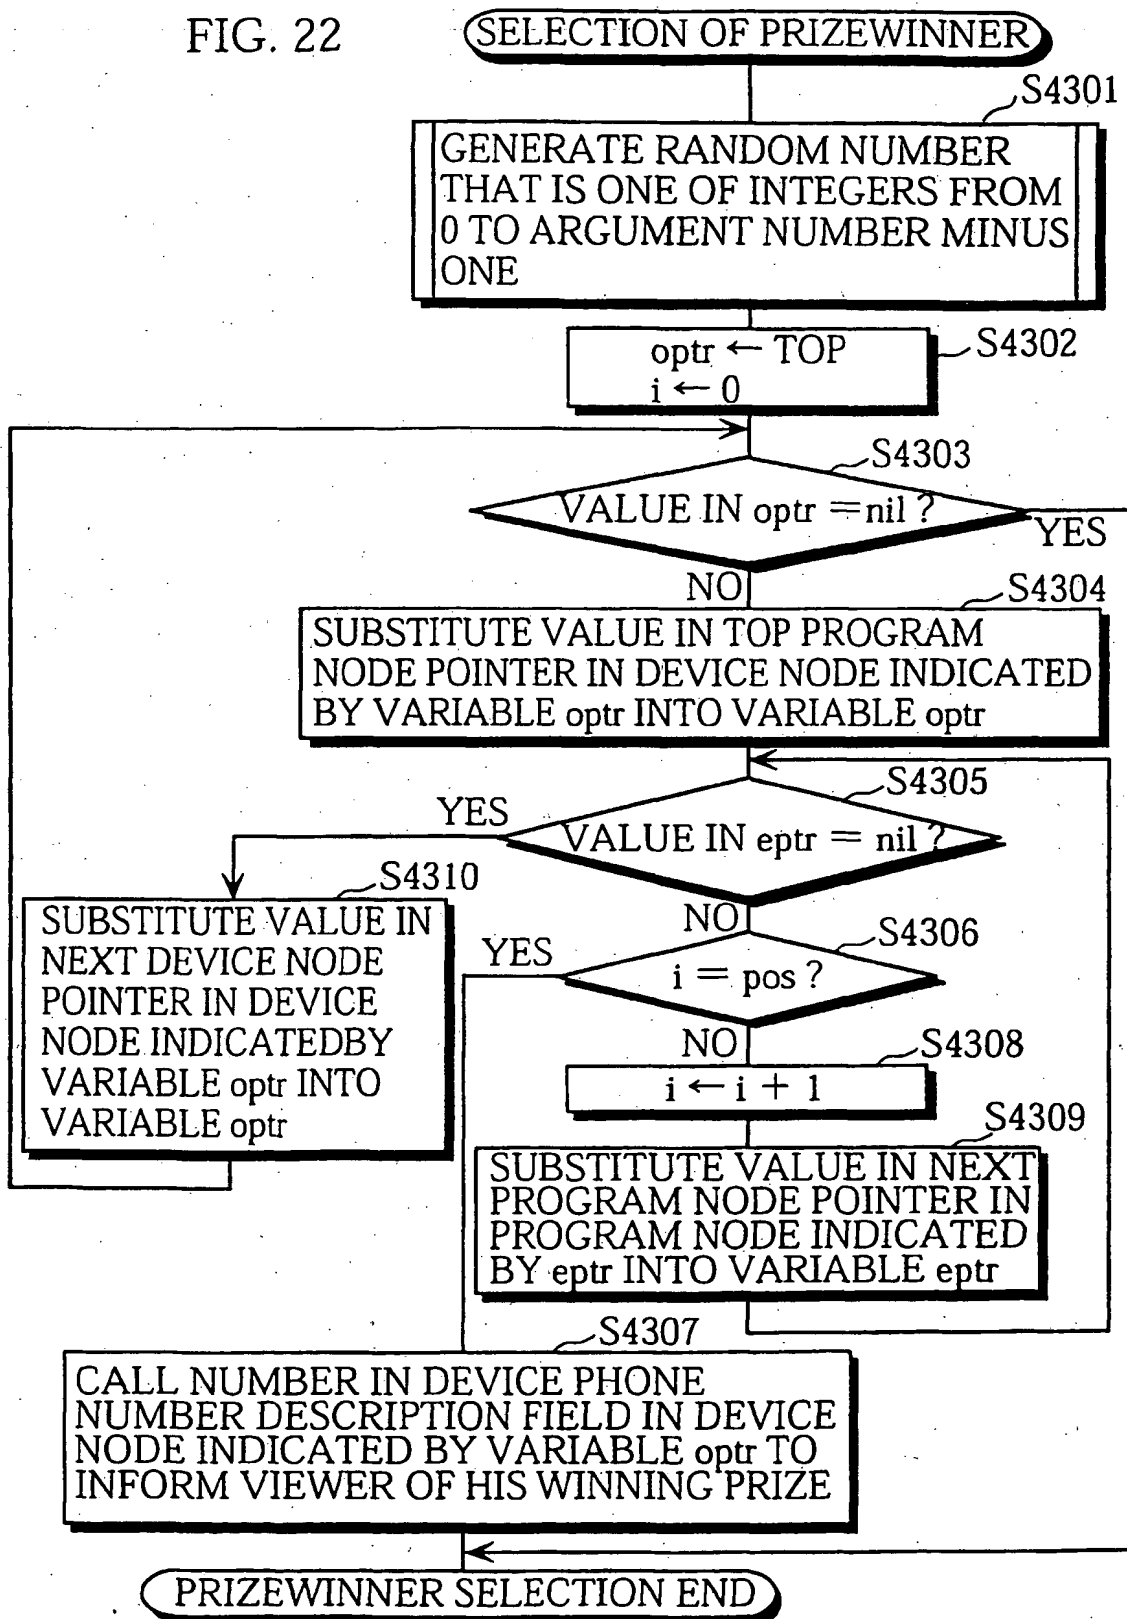 FIG. 22
SELECTION OF PRIZEWINNER
S4301
GENERATE RANDOM NUMBER
THAT IS ONE OF INTEGERS FROM
0 TO ARGUMENT NUMBER MINUS
ONE
optr ← TOP
i ← 0
S4302
S4303
VALUE IN optr = nil ?
YES
NO
S4304
SUBSTITUTE VALUE IN TOP PROGRAM
NODE POINTER IN DEVICE NODE INDICATED
BY VARIABLE optr INTO VARIABLE optr
S4305
YES
VALUE IN eptr = nil ?
S4310
SUBSTITUTE VALUE IN
NEXT DEVICE NODE
POINTER IN DEVICE
NODE INDICATEDBY
VARIABLE optr INTO
VARIABLE optr
NO
S4306
YES
i = pos ?
NO
S4308
i ← i + 1
S4309
SUBSTITUTE VALUE IN NEXT
PROGRAM NODE POINTER IN
PROGRAM NODE INDICATED
BY eptr INTO VARIABLE eptr
S4307
CALL NUMBER IN DEVICE PHONE
NUMBER DESCRIPTION FIELD IN DEVICE
NODE INDICATED BY VARIABLE optr TO
INFORM VIEWER OF HIS WINNING PRIZE
PRIZEWINNER SELECTION END